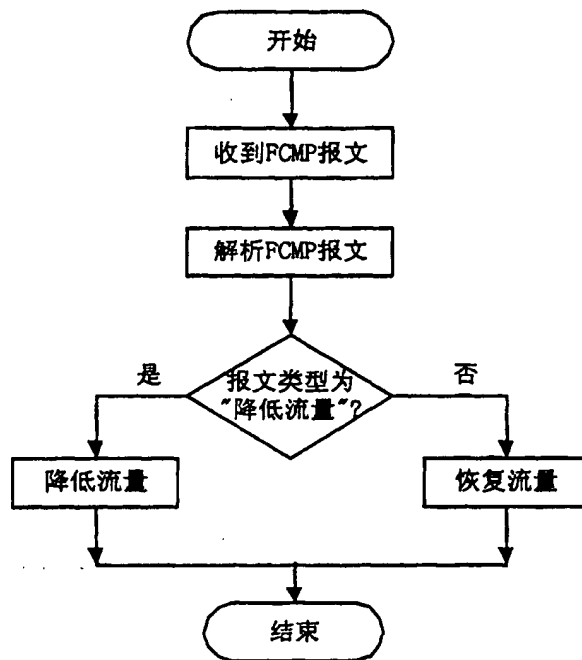 开始
收到FCMP报文
解析FCMP报文
报文类型为
"降低流量"?
是
否
降低流量
恢复流量
结束